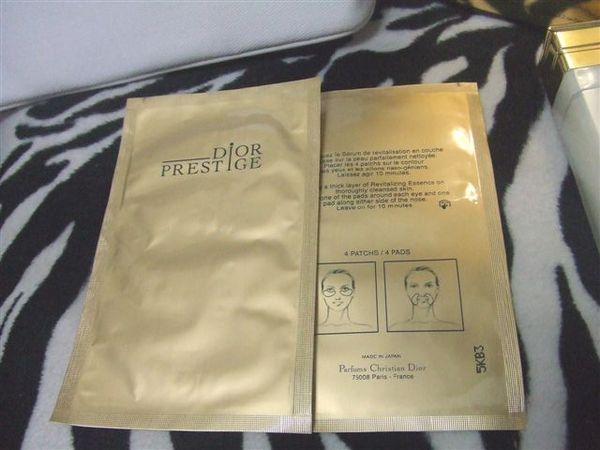 DIOR
PRESTIGE
le Sérum de revitalisation en couche
sur la peau parfaitement nettoyée.
Placer les 4 patchs sur le contour
yeux et les sillons naso-géniens.
Laissez agir 10 minutes.
a thick layer of Revitalizing Essence on
thoroughly cleansed skin.
one of the pads around each eye and one
pad along either side of the nose.
Leave on for 10 minutes.
4 PATCHS / 4 PADS
MADE IN JAPAN
Parfums Christian Dior
75008 Paris - France
5KB3